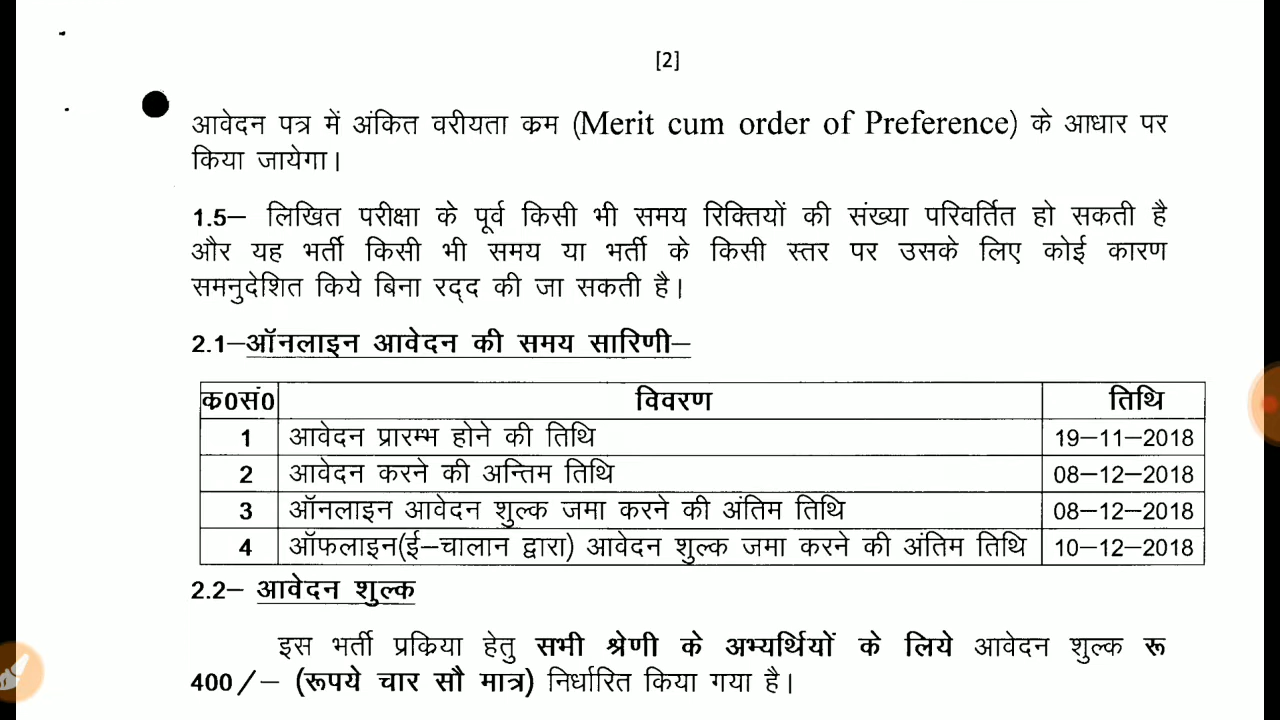 [2]
आवेदन पत्र में अंकित वरीयता कम (Merit cum order of Preference) के आधार पर
किया जायेगा।
1.5– लिखित परीक्षा के पूर्व किसी भी समय रिक्तियों की संख्या परिवर्तित हो सकती है
और यह भर्ती किसी भी समय या भर्ती के किसी स्तर पर उसके लिए कोई कारण
समनुदेशित किये बिना रद्द की जा सकती है।
2.1–ऑनलाइन आवेदन की समय सारिणी–
क0सं0 विवरण तिथि
1 आवेदन प्रारम्भ होने की तिथि 19–11–2018
2 आवेदन करने की अन्तिम तिथि 08–12–2018
3 ऑनलाइन आवेदन शुल्क जमा करने की अंतिम तिथि 08–12–2018
4 ऑफलाइन(ई–चालान द्वारा) आवेदन शुल्क जमा करने की अंतिम तिथि 10–12–2018
2.2– आवेदन शुल्क
इस भर्ती प्रकिया हेतु सभी श्रेणी के अभ्यर्थियों के लिये आवेदन शुल्क रू
400/– (रूपये चार सौ मात्र) निर्धारित किया गया है।